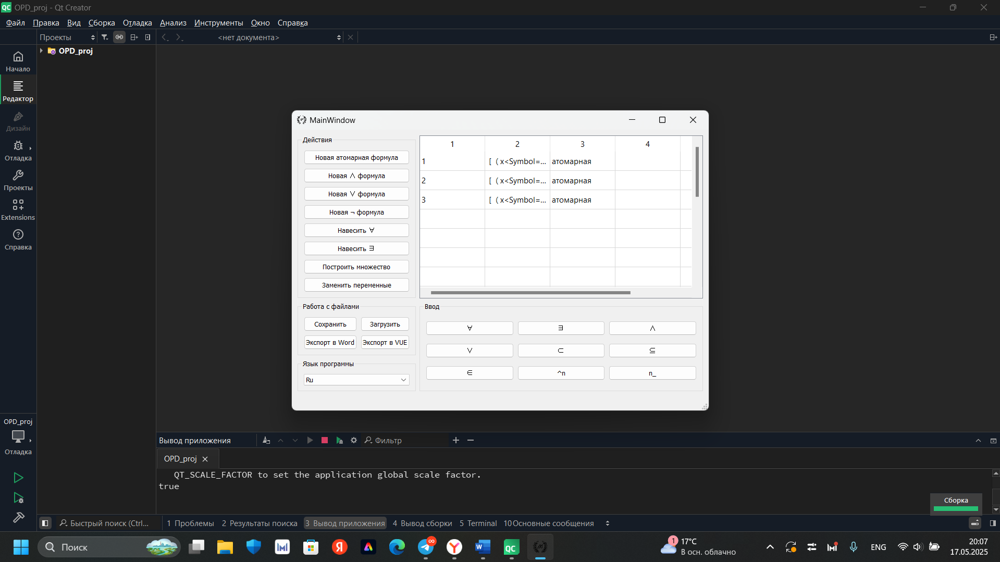 OPD_proj - Qt Creator
Файл Правка Вид Сборка Отладка Анализ Инструменты Окно Справка
Проекты <нет документа>
OPD_proj
Начало
Редактор
Дизайн
Отладка
Проекты
Extensions
Справка
MainWindow
Действия
Новая атомарная формула
Новая ⋀ формула
Новая ⋁ формула
Новая ¬ формула
Навесить ∀
Навесить ∃
Построить множество
Заменить переменные
1 2 3 4
1 [ ( x<Symbol=... атомарная
2 [ ( x<Symbol=... атомарная
3 [ ( x<Symbol=... атомарная
Работа с файлами
Сохранить Загрузить
Экспорт в Word Экспорт в VUE
Язык программы
Ru
Ввод
∀ ∃ ⋀
⋁ ⊂ ⊆
∈ ^n n_
OPD_proj
Отладка
Вывод приложения Фильтр
OPD_proj
QT_SCALE_FACTOR to set the application global scale factor.
true
Сборка
Быстрый поиск (Ctrl... 1 Проблемы 2 Результаты поиска 3 Вывод приложения 4 Вывод сборки 5 Terminal 10 Основные сообщения
Поиск
1 17°C
В осн. облачно
ENG
20:07
17.05.2025